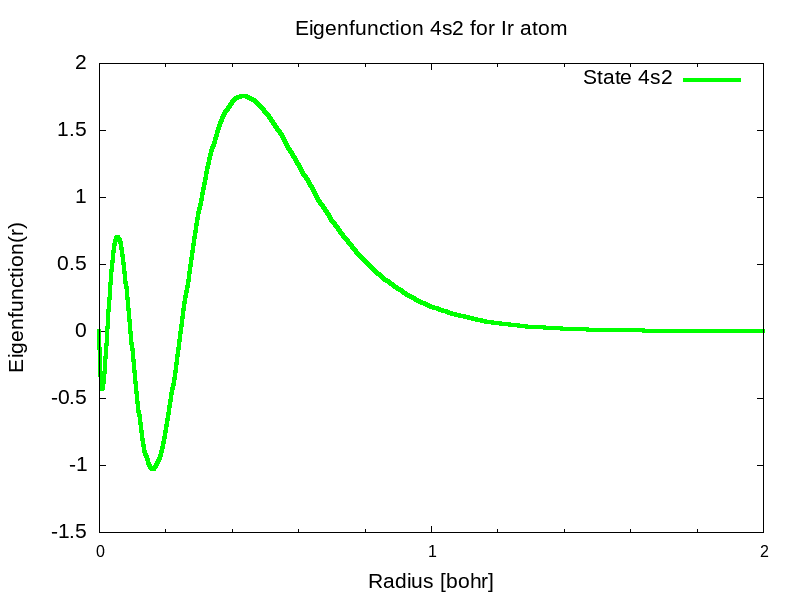 Eigenfunction 4s2 for Ir atom
State 4s2
2
1.5
1
0.5
0
-0.5
-1
-1.5
Eigenfunction(r)
0 1 2
Radius [bohr]